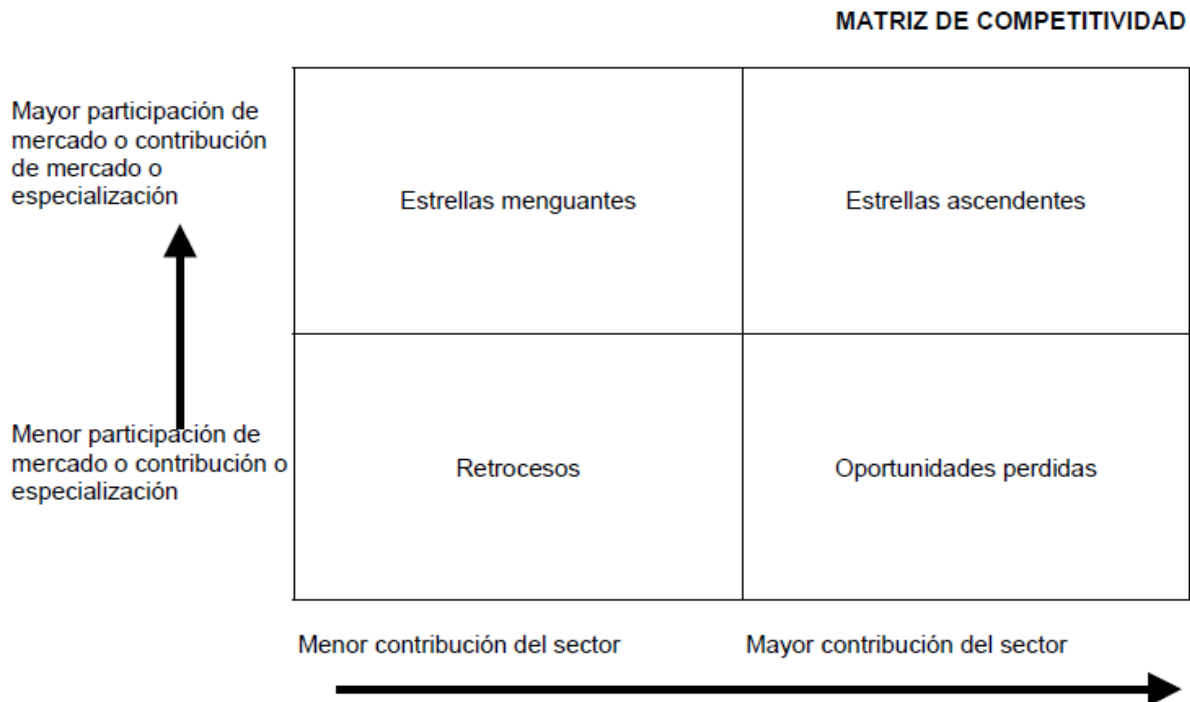 MATRIZ DE COMPETITIVIDAD
Mayor participación de
mercado o contribución
de mercado o
especialización
Estrellas menguantes
Estrellas ascendentes
Menor participación de
mercado o contribución o
especialización
Retrocesos
Oportunidades perdidas
Menor contribución del sector
Mayor contribución del sector